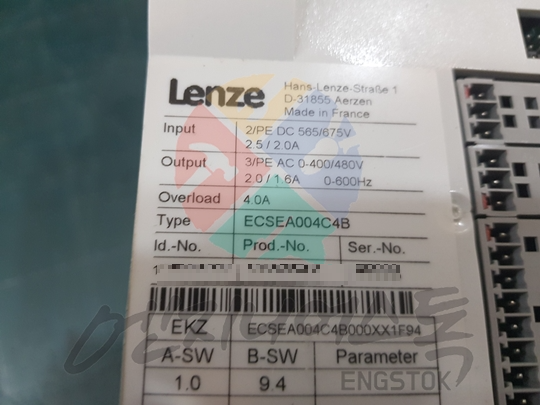 Lenze
Hans-Lenze-Straße 1
D-31855 Aerzen
Made in France
Input 2/PE DC 565/675V
2.5 / 2.0A
Output 3/PE AC 0-400/480V
2.0 / 1.6A 0-600Hz
Overload 4.0A
Type ECSEA004C4B
Id.-No. Prod.-No. Ser.-No.
EKZ ECSEA004C4B000XX1F94
A-SW B-SW Parameter
1.0 9.4
ENGSTOK